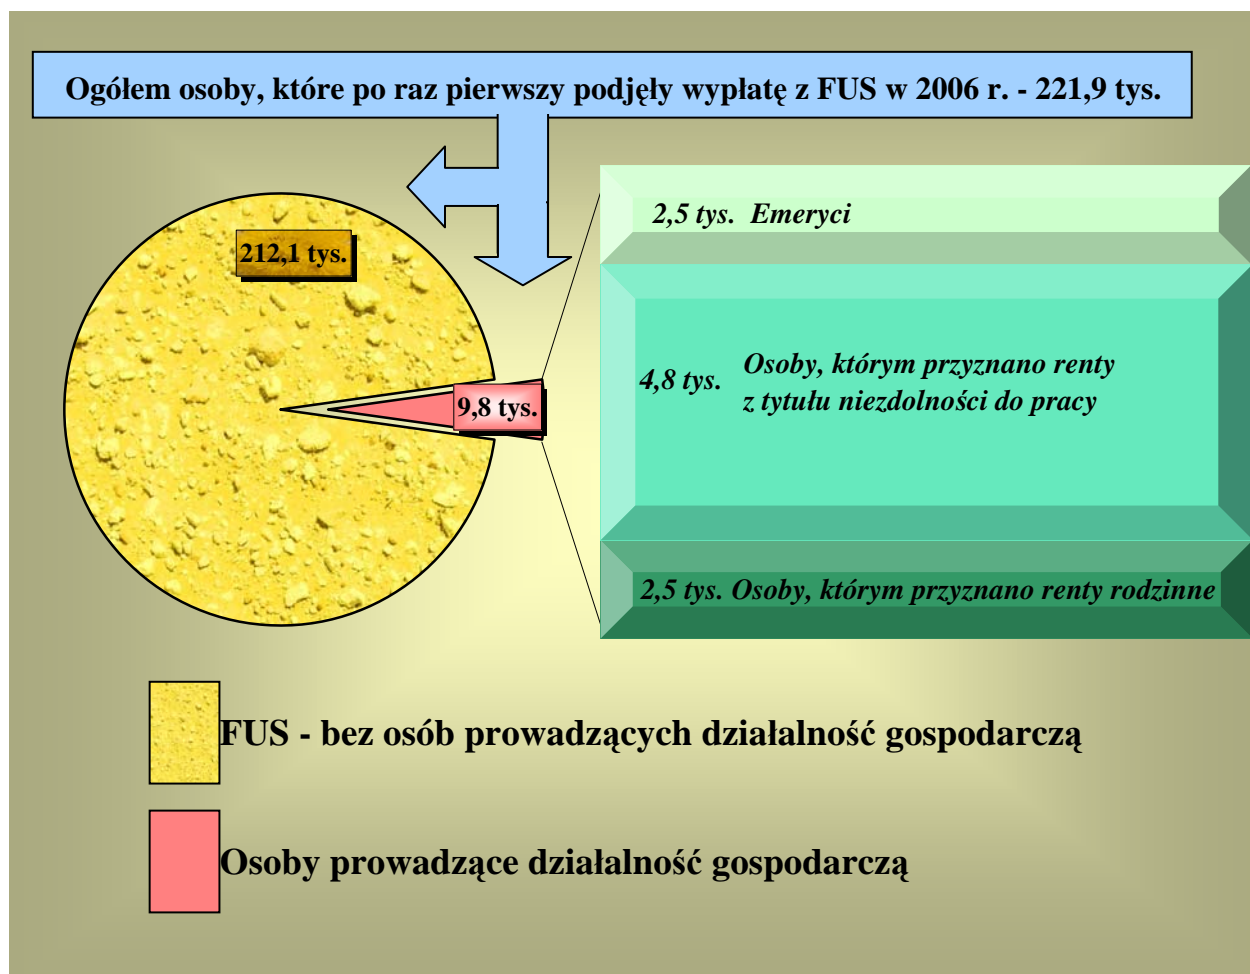 Ogółem osoby, które po raz pierwszy podjęły wypłatę z FUS w 2006 r. - 221,9 tys.
212,1 tys.
9,8 tys.
2,5 tys. Emeryci
4,8 tys.
Osoby, którym przyznano renty
z tytułu niezdolności do pracy
2,5 tys. Osoby, którym przyznano renty rodzinne
FUS - bez osób prowadzących działalność gospodarczą
Osoby prowadzące działalność gospodarczą